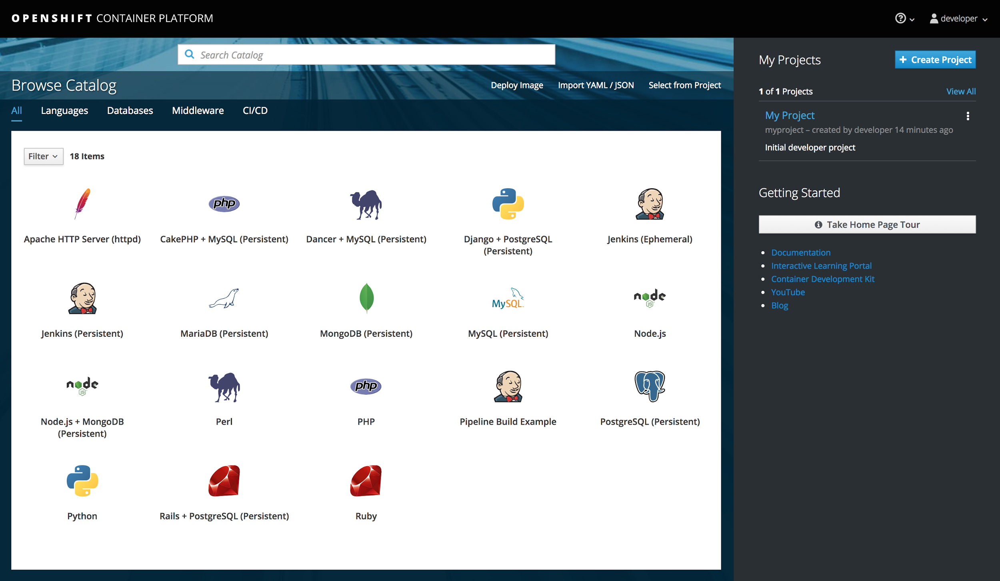 OPENSHIFT CONTAINER PLATFORM
developer
Search Catalog
Browse Catalog
Deploy Image
Import YAML / JSON
Select from Project
All
Languages
Databases
Middleware
CI/CD
Filter
18 Items
php
Apache HTTP Server (httpd)
CakePHP + MySQL (Persistent)
Dancer + MySQL (Persistent)
Django + PostgreSQL
(Persistent)
Jenkins (Ephemeral)
MySQL
node
JS
Jenkins (Persistent)
MariaDB (Persistent)
MongoDB (Persistent)
MySQL (Persistent)
Node.js
node
JS
php
Node.js + MongoDB
(Persistent)
Perl
PHP
Pipeline Build Example
PostgreSQL (Persistent)
Python
Rails + PostgreSQL (Persistent)
Ruby
My Projects
Create Project
1 of 1 Projects
View All
My Project
myproject – created by developer 14 minutes ago
Initial developer project
Getting Started
Take Home Page Tour
Documentation
Interactive Learning Portal
Container Development Kit
YouTube
Blog